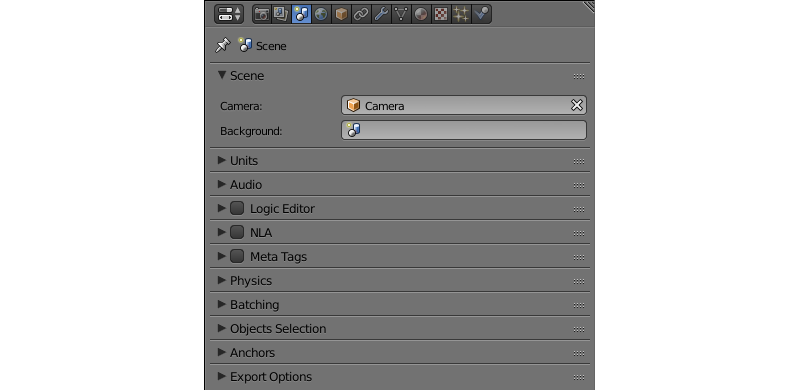 Scene
Scene
Camera: Camera
Background:
Units
Audio
Logic Editor
NLA
Meta Tags
Physics
Batching
Objects Selection
Anchors
Export Options